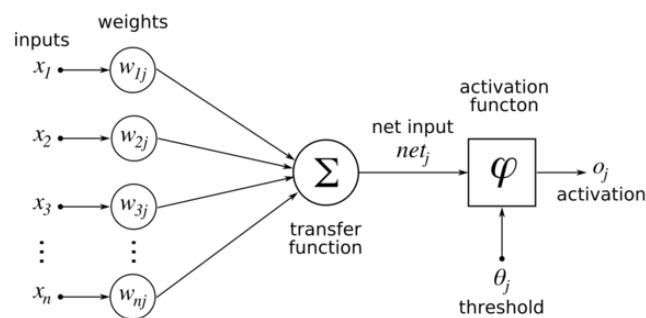 weights
inputs
x1
w1j
x2
w2j
x3
w3j
⋮
⋮
xn
wnj
Σ
transfer
function
net input
netj
activation
functon
φ
oj
activation
θj
threshold